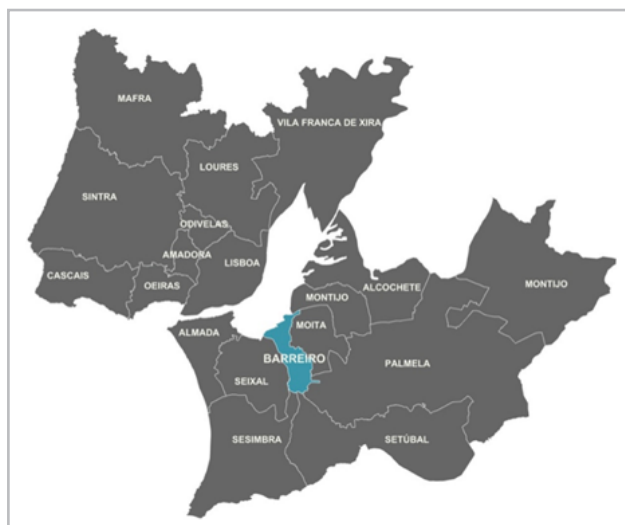 MAFRA
VILA FRANCA DE XIRA
LOURES
SINTRA
ODIVELAS
AMADORA
LISBOA
CASCAIS
OEIRAS
ALCOCHETE
MONTIJO
MONTIJO
ALMADA
MOITA
BARREIRO
PALMELA
SEIXAL
SESIMBRA
SETÚBAL